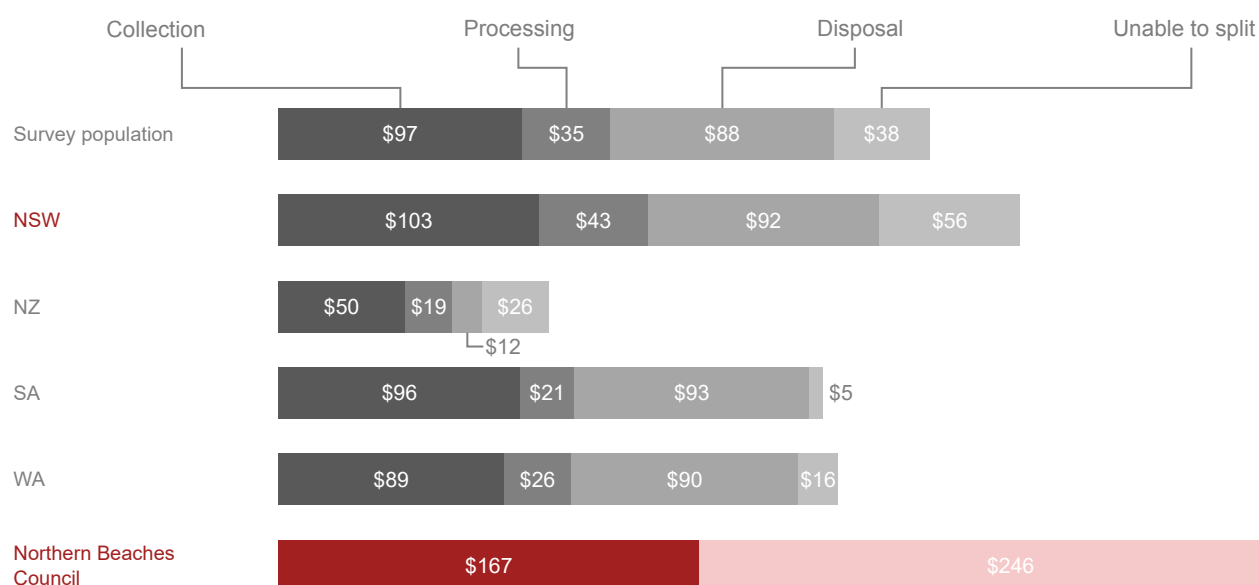 Collection Processing Disposal Unable to split
Survey population $97 $35 $88 $38
NSW $103 $43 $92 $56
NZ $50 $19 $26
$12
SA $96 $21 $93 $5
WA $89 $26 $90 $16
Northern Beaches
Council $167 $246